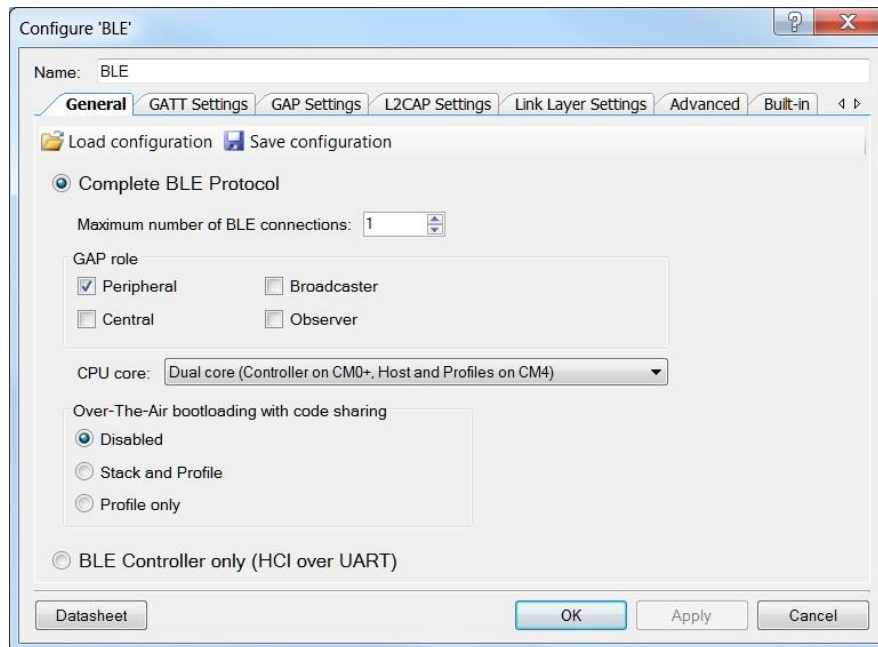 Configure 'BLE'
Name: BLE
General GATT Settings GAP Settings L2CAP Settings Link Layer Settings Advanced Built-in
Load configuration Save configuration
Complete BLE Protocol
Maximum number of BLE connections: 1
GAP role
Peripheral Broadcaster
Central Observer
CPU core: Dual core (Controller on CM0+, Host and Profiles on CM4)
Over-The-Air bootloading with code sharing
Disabled
Stack and Profile
Profile only
BLE Controller only (HCI over UART)
Datasheet OK Apply Cancel